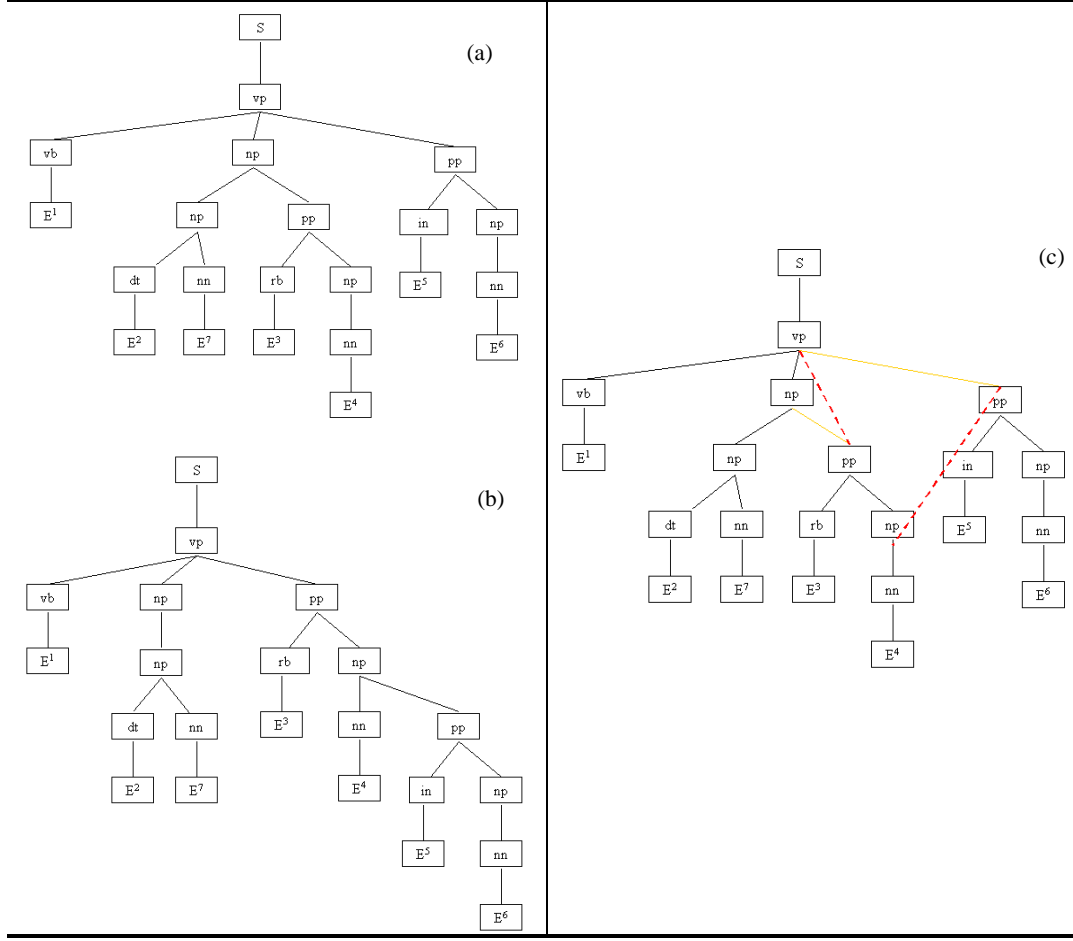 S
(a)
vp
vb np pp
E¹ np pp in np
dt nn rb np E⁵ nn
E² E⁷ E³ nn E⁶
E⁴
S
(b)
vp
vb np pp
E¹ np rb np
dt nn E³ nn pp
E² E⁷ E⁴ in np
E⁵ nn
E⁶
S
(c)
vp
vb np pp
E¹ np pp in np
dt nn rb np E⁵ nn
E² E⁷ E³ nn E⁶
E⁴